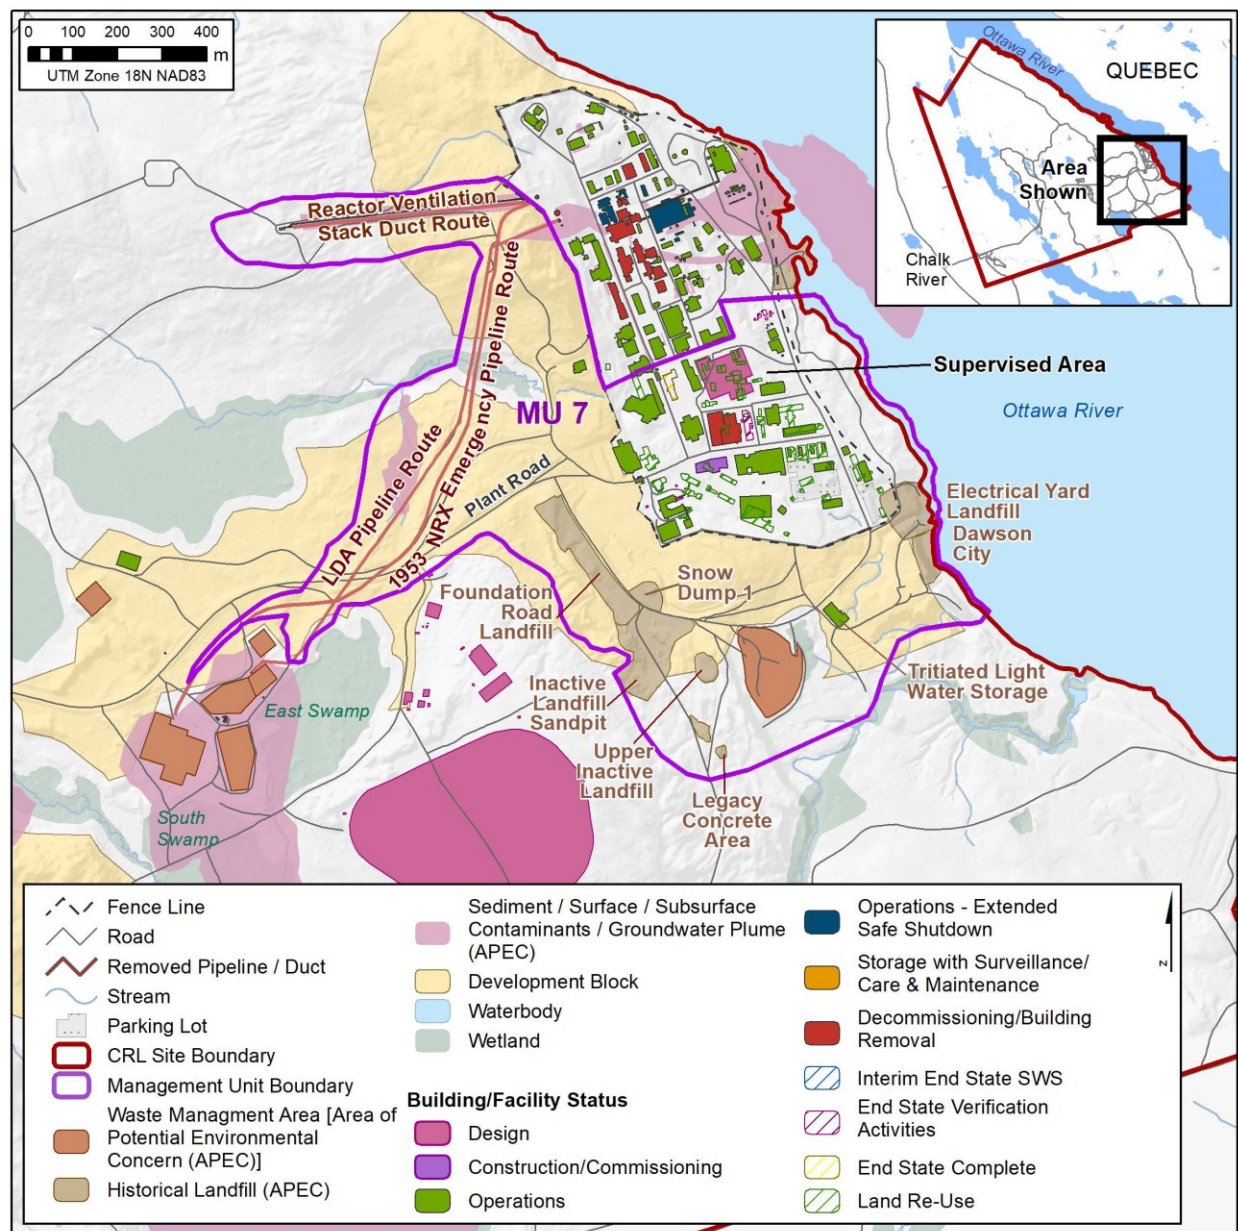 0 100 200 300 400
m
UTM Zone 18N NAD83
Ottawa River
QUEBEC
Area
Shown
Chalk
River
Reactor Ventilation
Stack Duct Route
1953 NRX Emergency Pipeline Route
LDA Pipeline Route
MU 7
Plant Road
Supervised Area
Ottawa River
Electrical Yard
Landfill
Dawson
City
Foundation
Road
Landfill
Snow
Dump 1
Tritiated Light
Water Storage
Inactive
Landfill
Sandpit
Upper
Inactive
Landfill
Legacy
Concrete
Area
East Swamp
South
Swamp
Fence Line
Road
Removed Pipeline / Duct
Stream
Parking Lot
CRL Site Boundary
Management Unit Boundary
Waste Managment Area [Area of
Potential Environmental
Concern (APEC)]
Historical Landfill (APEC)
Sediment / Surface / Subsurface
Contaminants / Groundwater Plume
(APEC)
Development Block
Waterbody
Wetland
Building/Facility Status
Design
Construction/Commissioning
Operations
Operations - Extended
Safe Shutdown
Storage with Surveillance/
Care & Maintenance
Decommissioning/Building
Removal
Interim End State SWS
End State Verification
Activities
End State Complete
Land Re-Use
N